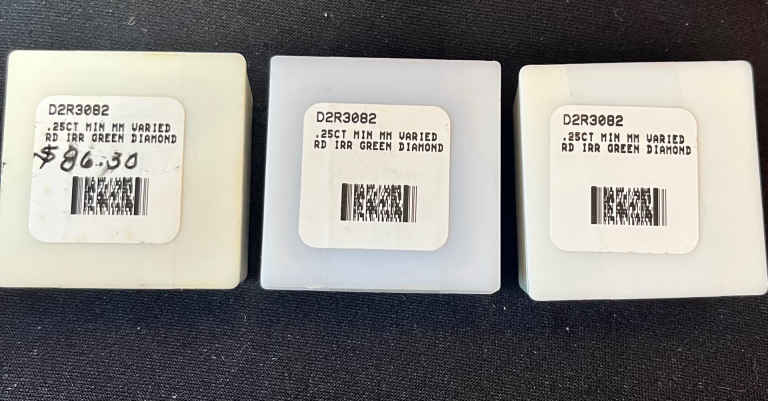 D2R3082
.25CT MIN MM VARIED
RD IRR GREEN DIAMOND
$86.30
D2R3082
.25CT MIN MM VARIED
RD IRR GREEN DIAMOND
D2R3082
.25CT MIN MM VARIED
RD IRR GREEN DIAMOND